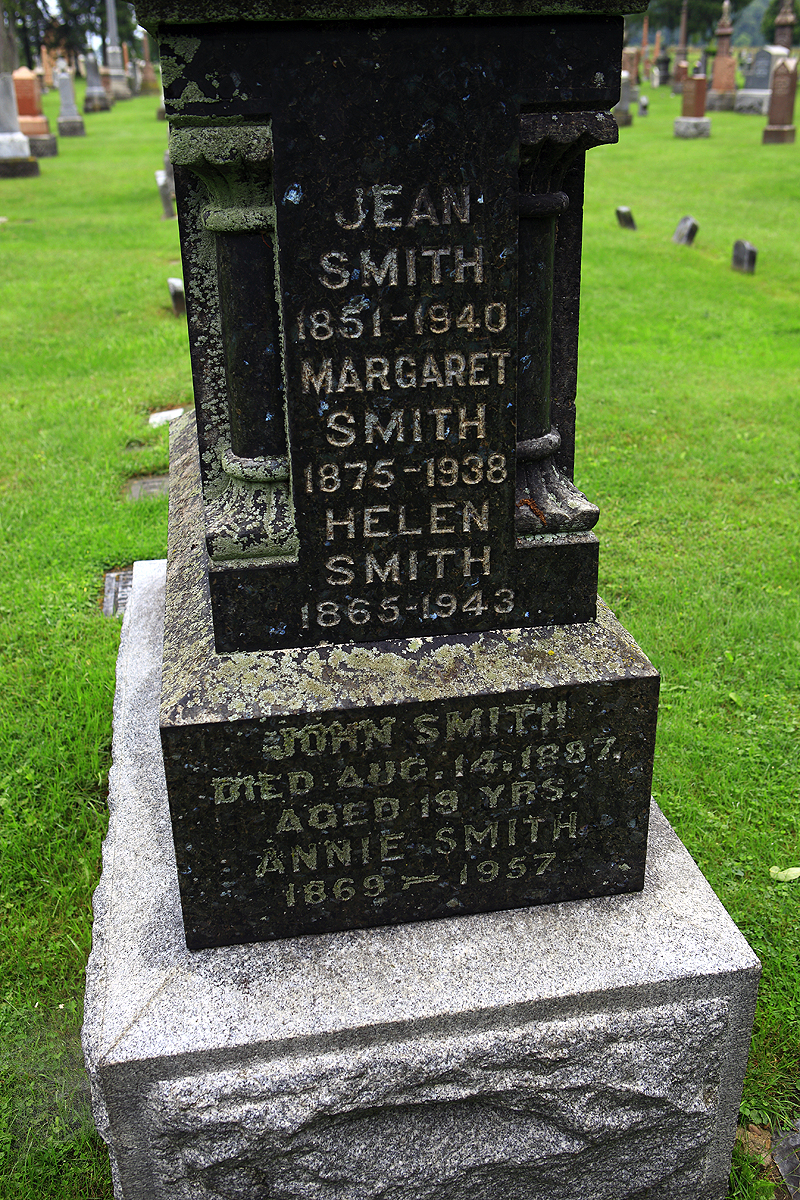 JEAN
SMITH
1851-1940
MARGARET
SMITH
1875-1938
HELEN
SMITH
1865-1943
JOHN SMITH
DIED AUG. 14, 1887,
AGED 19 YRS.
ANNIE SMITH
1869 - 1957